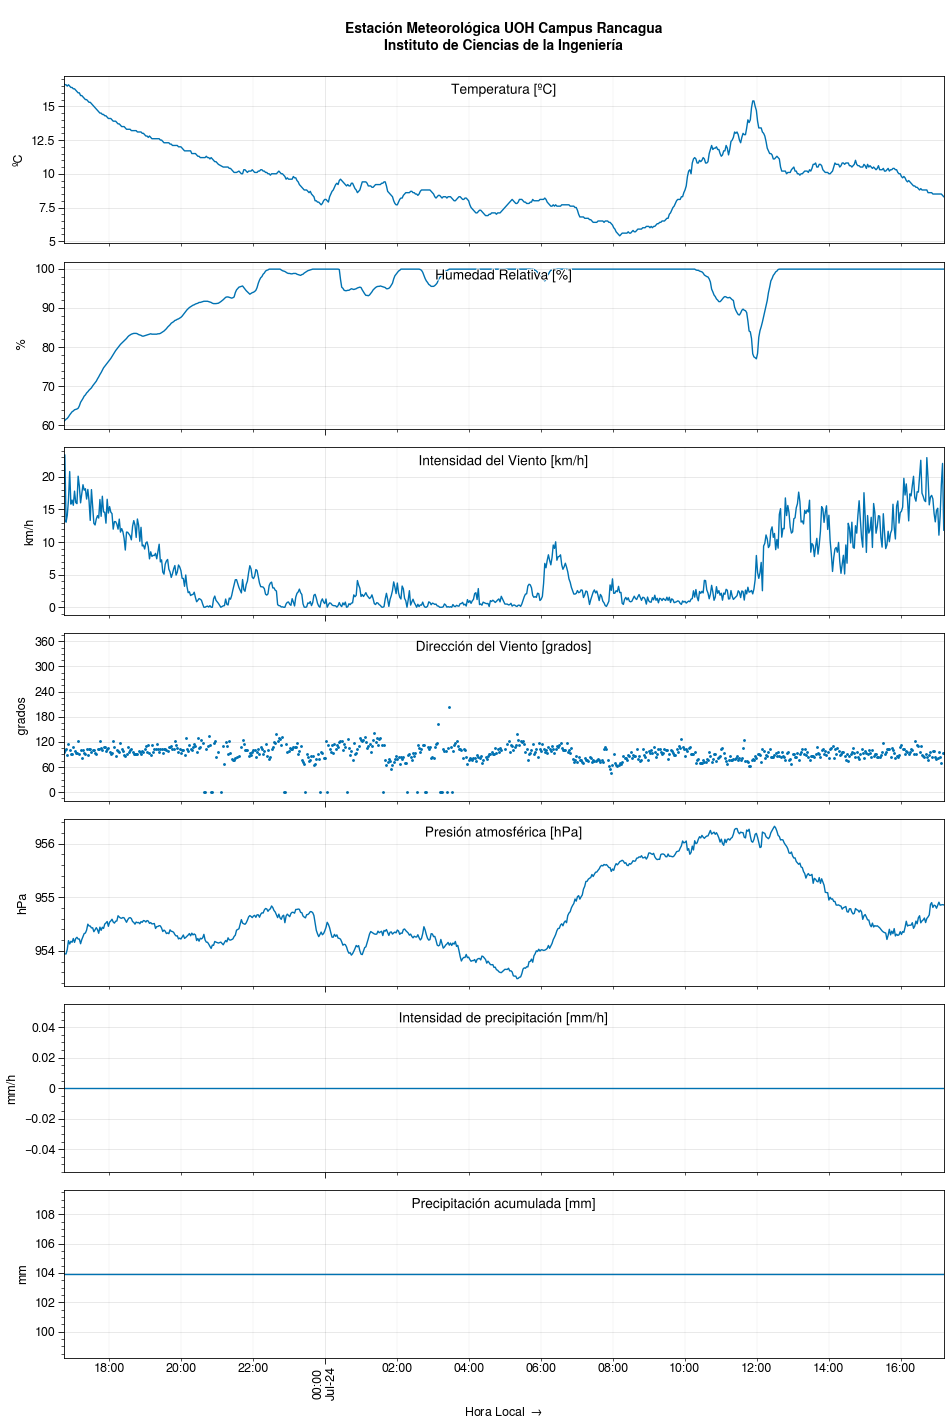 Estación Meteorológica UOH Campus Rancagua
Instituto de Ciencias de la Ingeniería
Temperatura [ºC]
15
12.5
10
7.5
5
ºC
Humedad Relativa [%]
100
90
80
70
60
%
Intensidad del Viento [km/h]
20
15
10
5
0
km/h
Dirección del Viento [grados]
360
300
240
180
120
60
0
grados
Presión atmosférica [hPa]
956
955
954
hPa
Intensidad de precipitación [mm/h]
0.04
0.02
0
−0.02
−0.04
mm/h
Precipitación acumulada [mm]
108
106
104
102
100
mm
18:00 20:00 22:00 00:00 02:00 04:00 06:00 08:00 10:00 12:00 14:00 16:00
Jul-24
Hora Local →